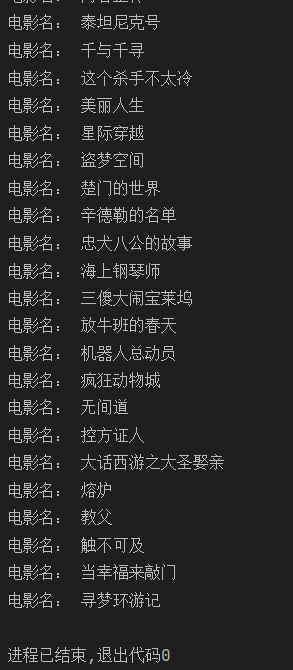 电影名： 泰坦尼克号
电影名： 千与千寻
电影名： 这个杀手不太冷
电影名： 美丽人生
电影名： 星际穿越
电影名： 盗梦空间
电影名： 楚门的世界
电影名： 辛德勒的名单
电影名： 忠犬八公的故事
电影名： 海上钢琴师
电影名： 三傻大闹宝莱坞
电影名： 放牛班的春天
电影名： 机器人总动员
电影名： 疯狂动物城
电影名： 无间道
电影名： 控方证人
电影名： 大话西游之大圣娶亲
电影名： 熔炉
电影名： 教父
电影名： 触不可及
电影名： 当幸福来敲门
电影名： 寻梦环游记
进程已结束,退出代码0